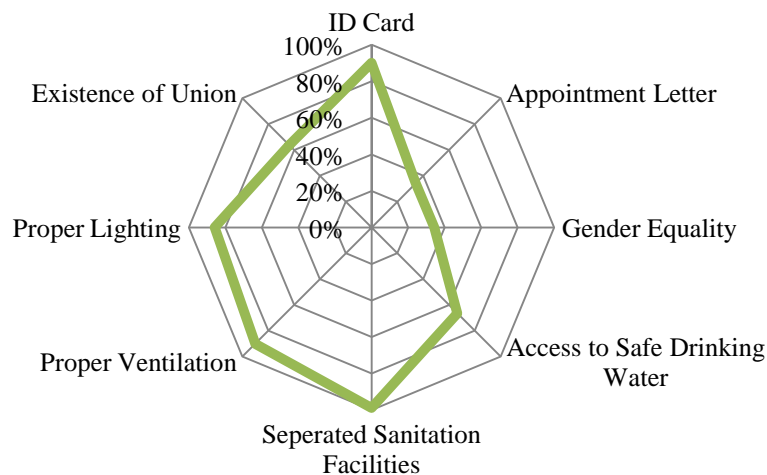 ID Card
100%
80%
60%
40%
20%
0%
Appointment Letter
Gender Equality
Access to Safe Drinking
Water
Seperated Sanitation
Facilities
Proper Ventilation
Proper Lighting
Existence of Union